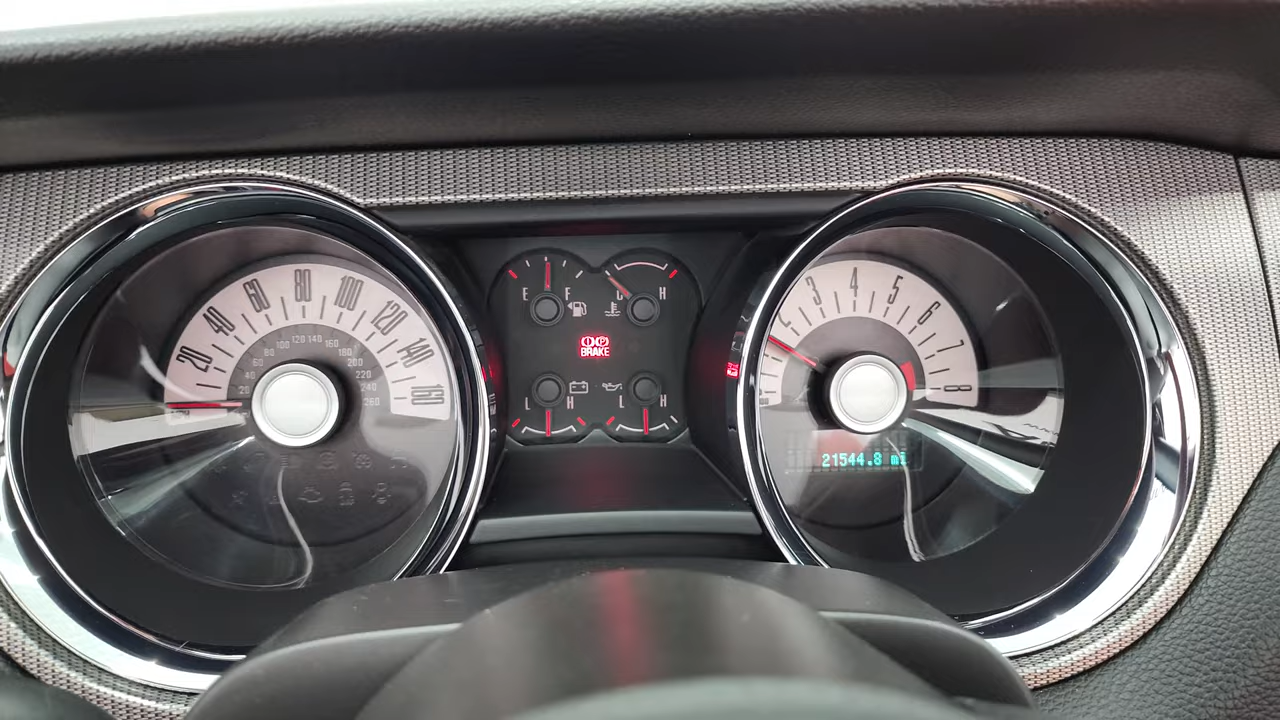 20 40 60 80 100 120 140 160
20 40 60 80 100 120 140 160 180 200 220 240 260
E F
C H
(!) (P)
BRAKE
L H
L H
3 4 5 6 7 8
21544.8 mi